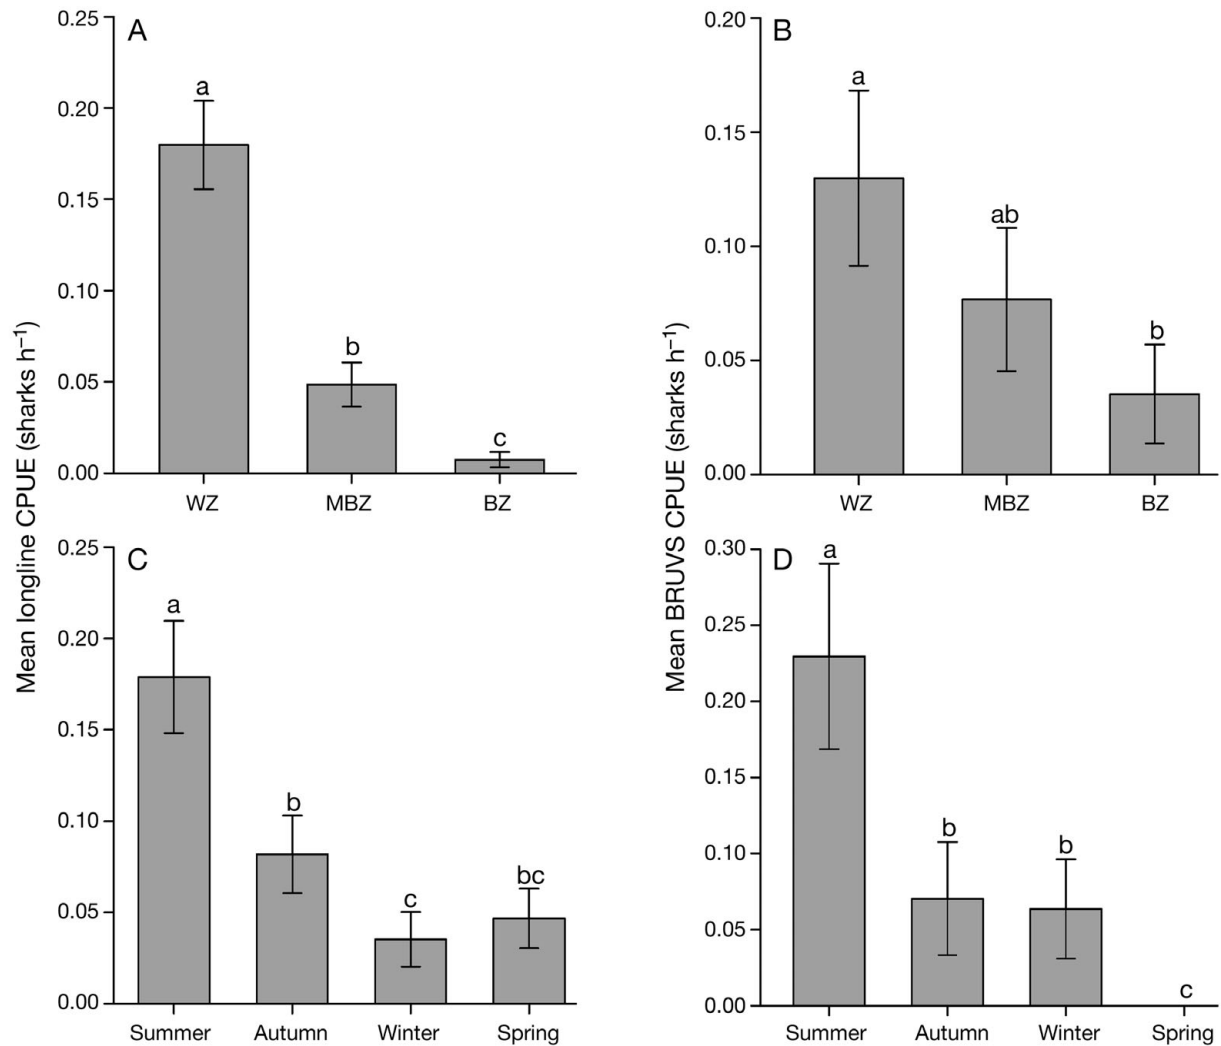 A
Mean longline CPUE (sharks h⁻¹)
0.25
0.20
0.15
0.10
0.05
0.00
a
b
c
WZ
MBZ
BZ
B
Mean BRUVS CPUE (sharks h⁻¹)
0.20
0.15
0.10
0.05
0.00
a
ab
b
WZ
MBZ
BZ
C
0.25
0.20
0.15
0.10
0.05
0.00
a
b
c
bc
Summer
Autumn
Winter
Spring
D
0.30
0.25
0.20
0.15
0.10
0.05
0.00
a
b
b
c
Summer
Autumn
Winter
Spring